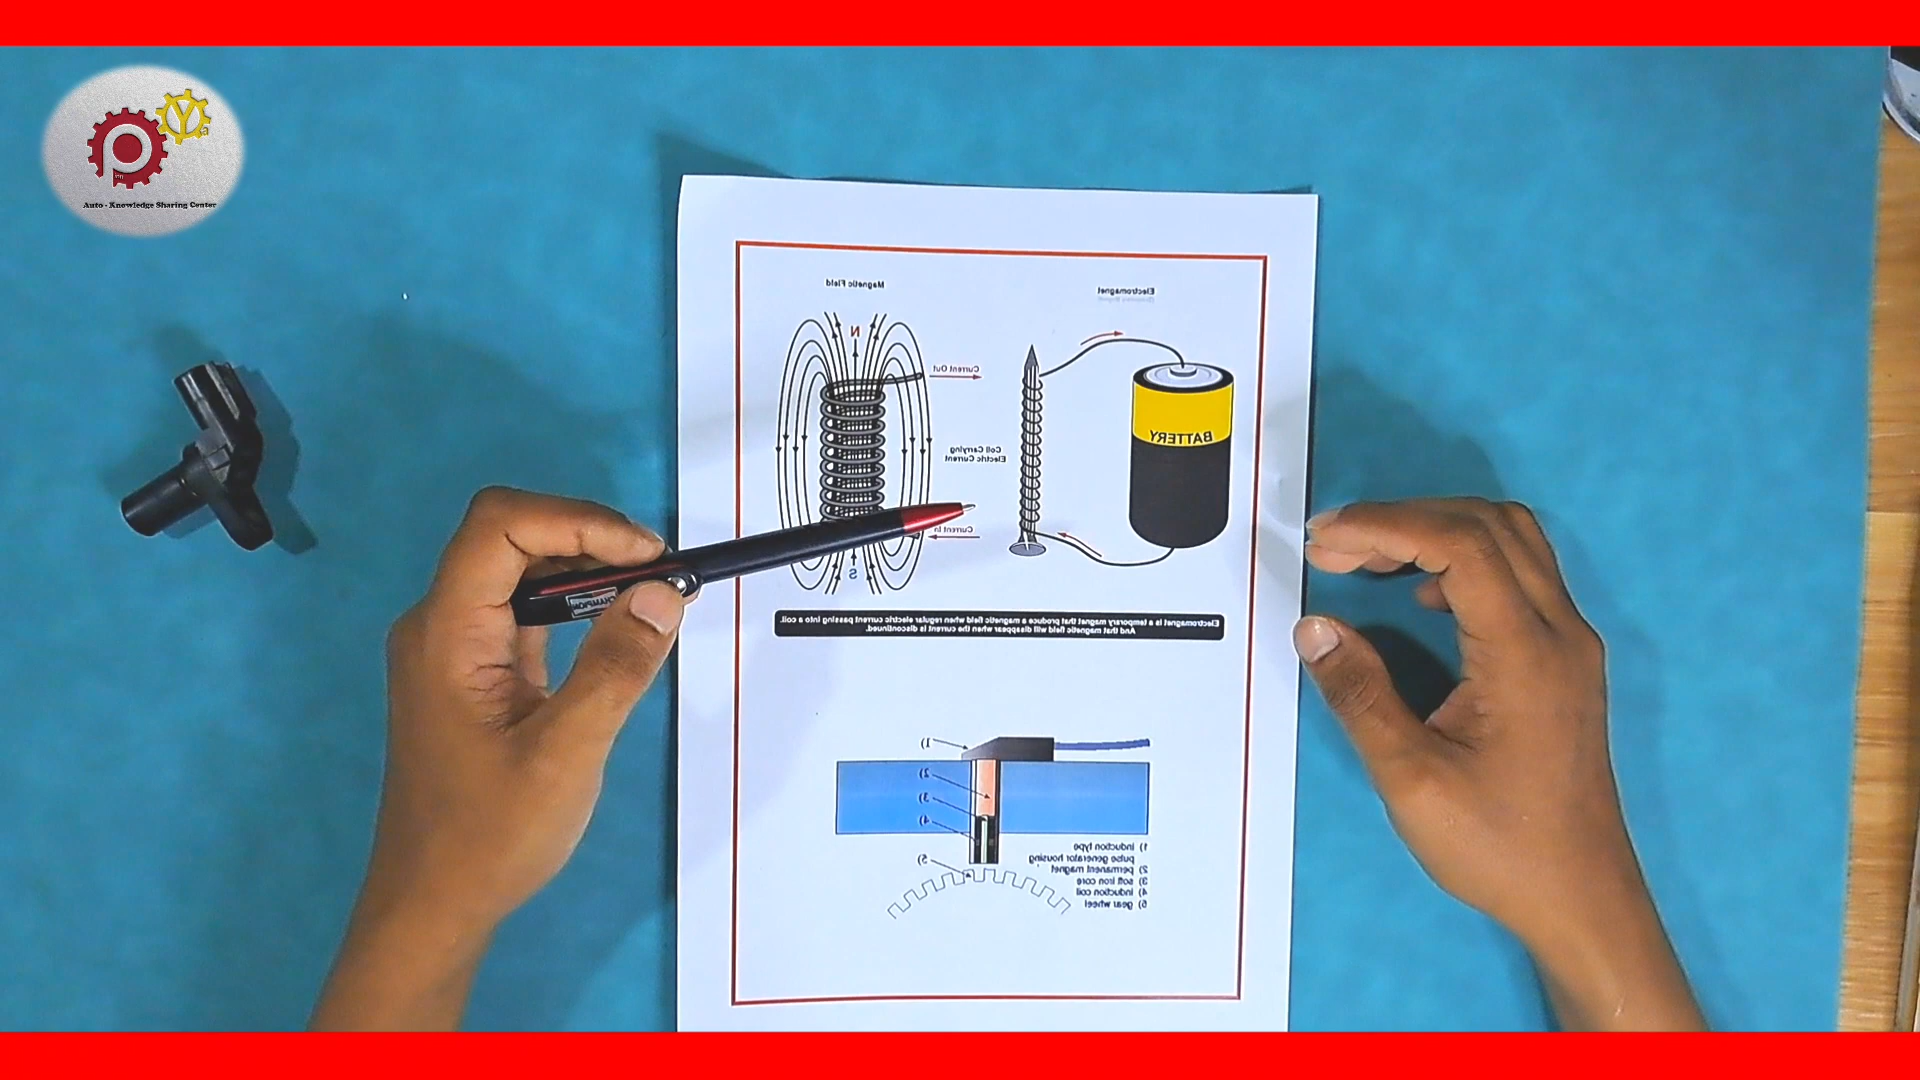 Auto - Knowledge Sharing Center
Magnetic Field
Electromagnet
N
Current Out
BATTERY
Coil Carrying
Electric Current
Current In
S
CHAMPION
Electromagnet is a temporary magnet that produce a magnetic field when regular electric current passing into a coil.
And that magnetic field will disappear when the current is discontinued.
1)
2)
3)
4)
5)
1) induction type
pulse generator housing
2) permanent magnet
3) soft iron core
4) induction coil
5) gear wheel